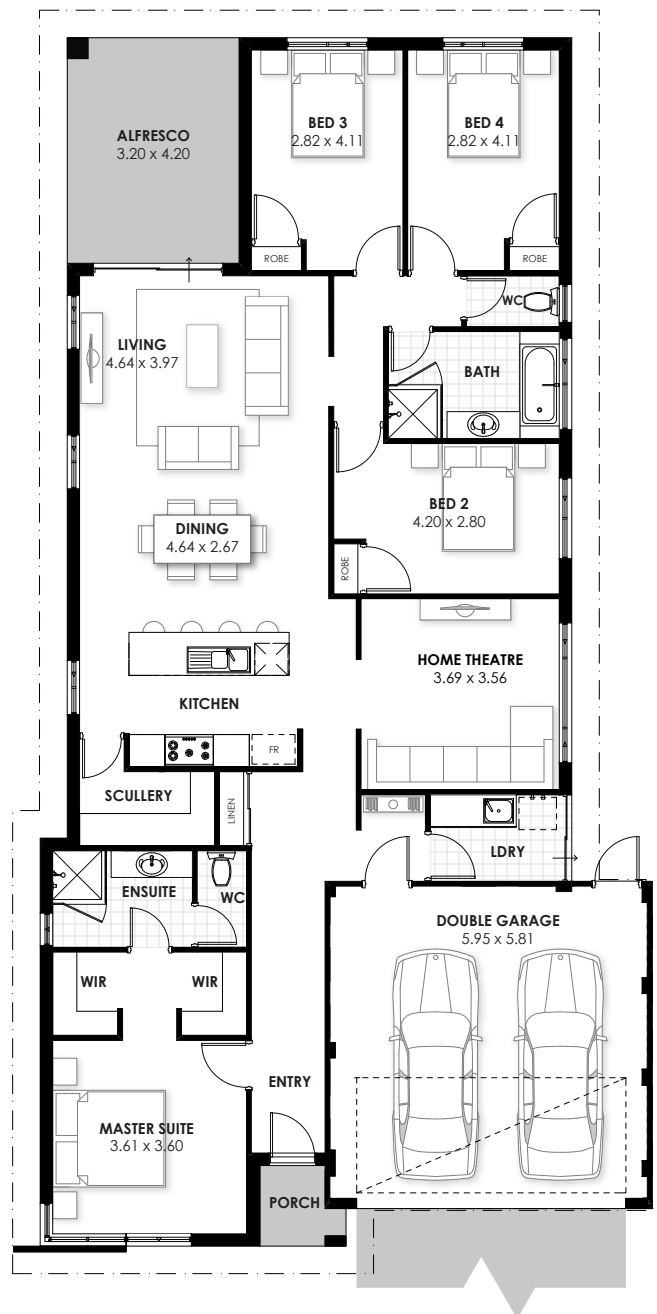 ALFRESCO
3.20 x 4.20
BED 3
2.82 x 4.11
BED 4
2.82 x 4.11
ROBE
ROBE
WC
LIVING
4.64 x 3.97
BATH
BED 2
4.20 x 2.80
DINING
4.64 x 2.67
ROBE
HOME THEATRE
3.69 x 3.56
KITCHEN
FR
SCULLERY
LINEN
LDRY
ENSUITE
WC
DOUBLE GARAGE
5.95 x 5.81
WIR
WIR
ENTRY
MASTER SUITE
3.61 x 3.60
PORCH